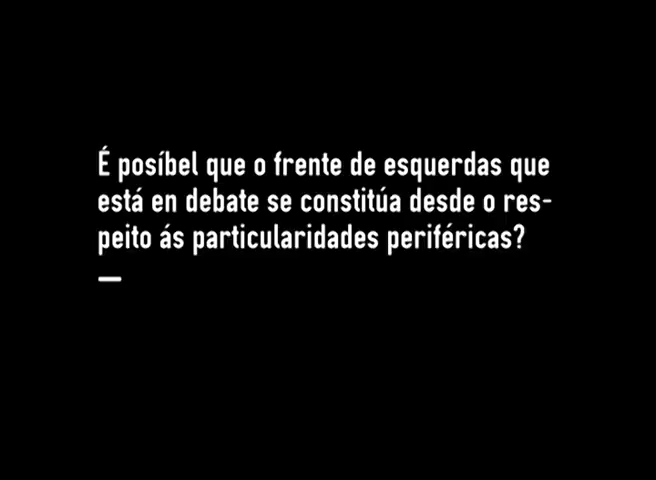 É posíbel que o frente de esquerdas que
está en debate se constitúa desde o res-
peito ás particularidades periféricas?